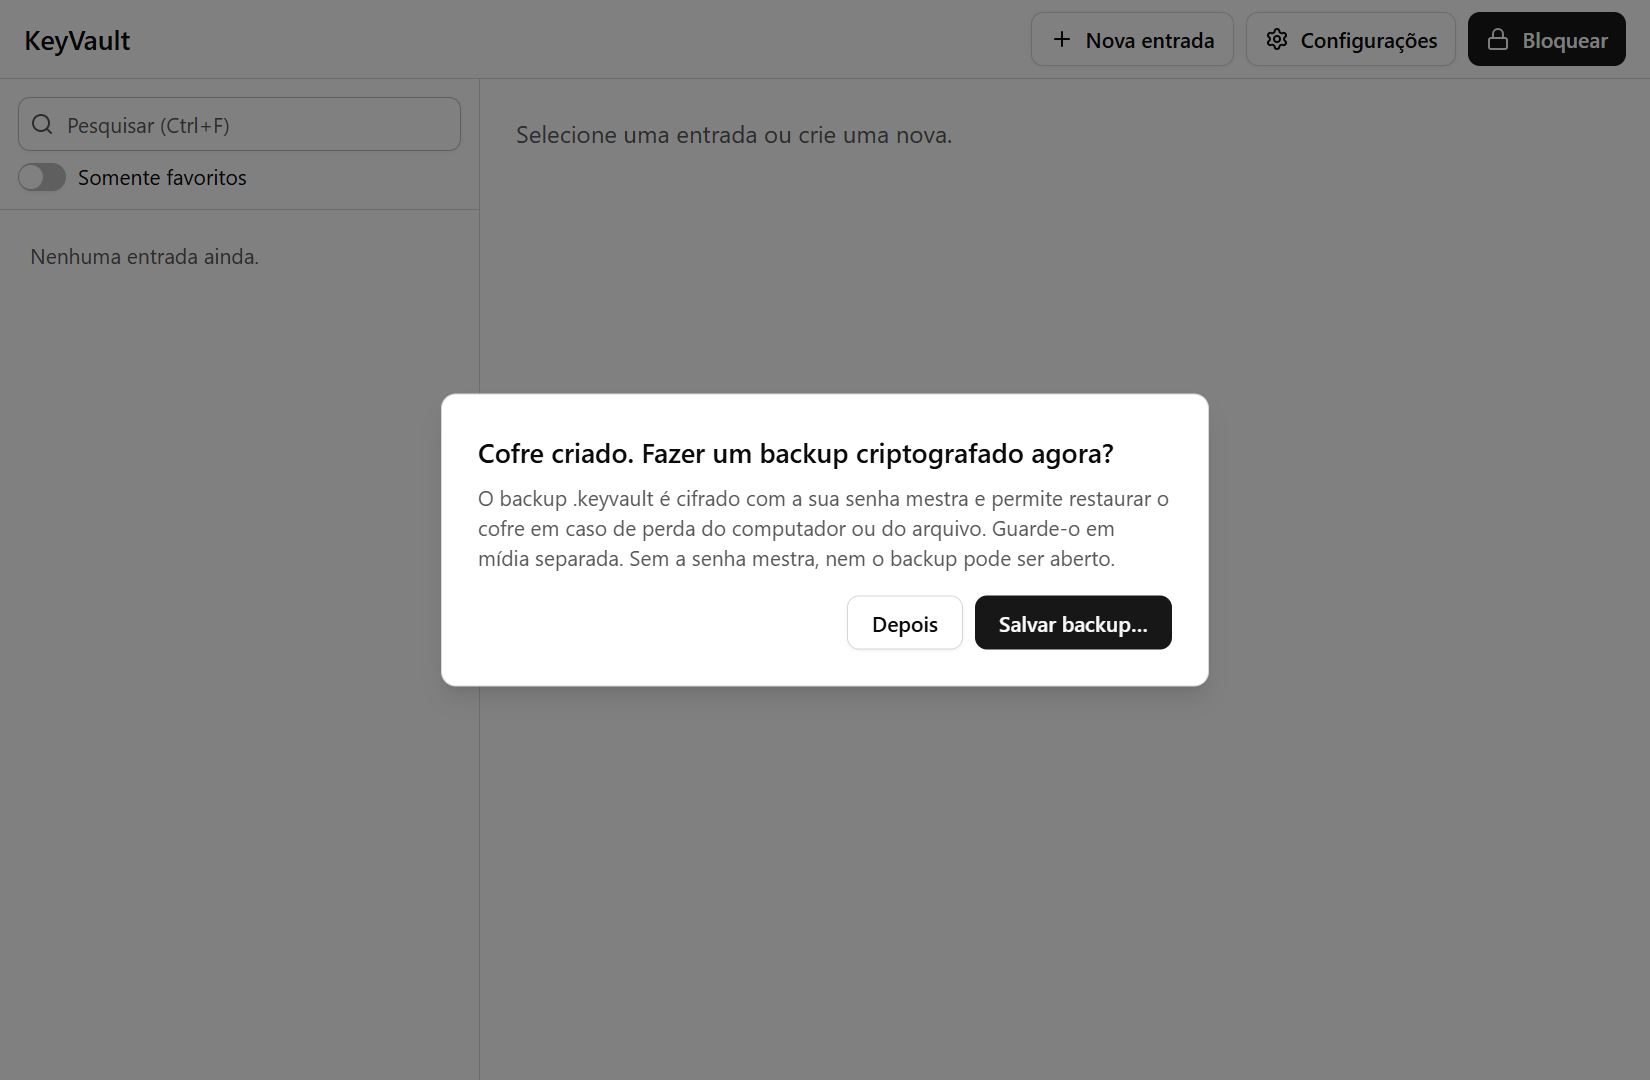 KeyVault
Nova entrada
Configurações
Bloquear
Pesquisar (Ctrl+F)
Somente favoritos
Nenhuma entrada ainda.
Selecione uma entrada ou crie uma nova.
Cofre criado. Fazer um backup criptografado agora?
O backup .keyvault é cifrado com a sua senha mestra e permite restaurar o
cofre em caso de perda do computador ou do arquivo. Guarde-o em
mídia separada. Sem a senha mestra, nem o backup pode ser aberto.
Depois
Salvar backup...